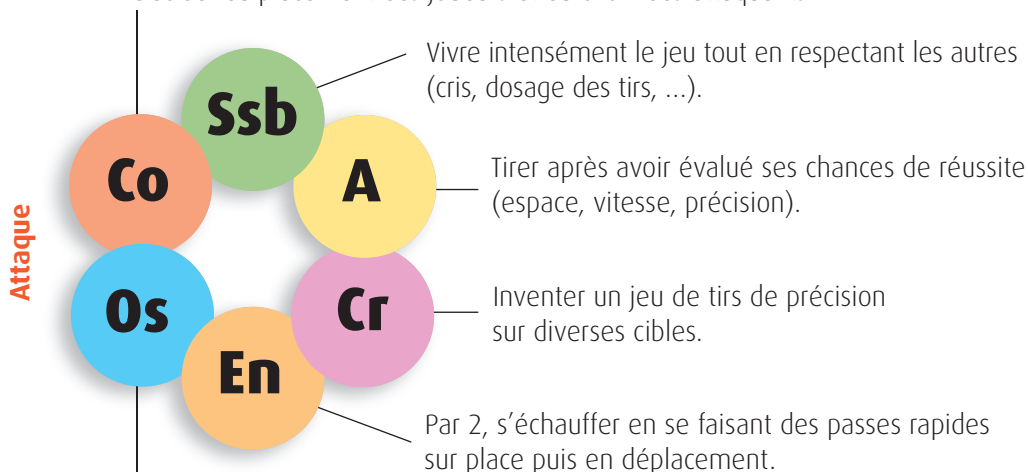 Vivre intensément le jeu tout en respectant les autres
(cris, dosage des tirs, ...).
Ssb
Co
A
Tirer après avoir évalué ses chances de réussite
(espace, vitesse, précision).
Attaque
Os
Cr
Inventer un jeu de tirs de précision
sur diverses cibles.
En
Par 2, s'échauffer en se faisant des passes rapides
sur place puis en déplacement.